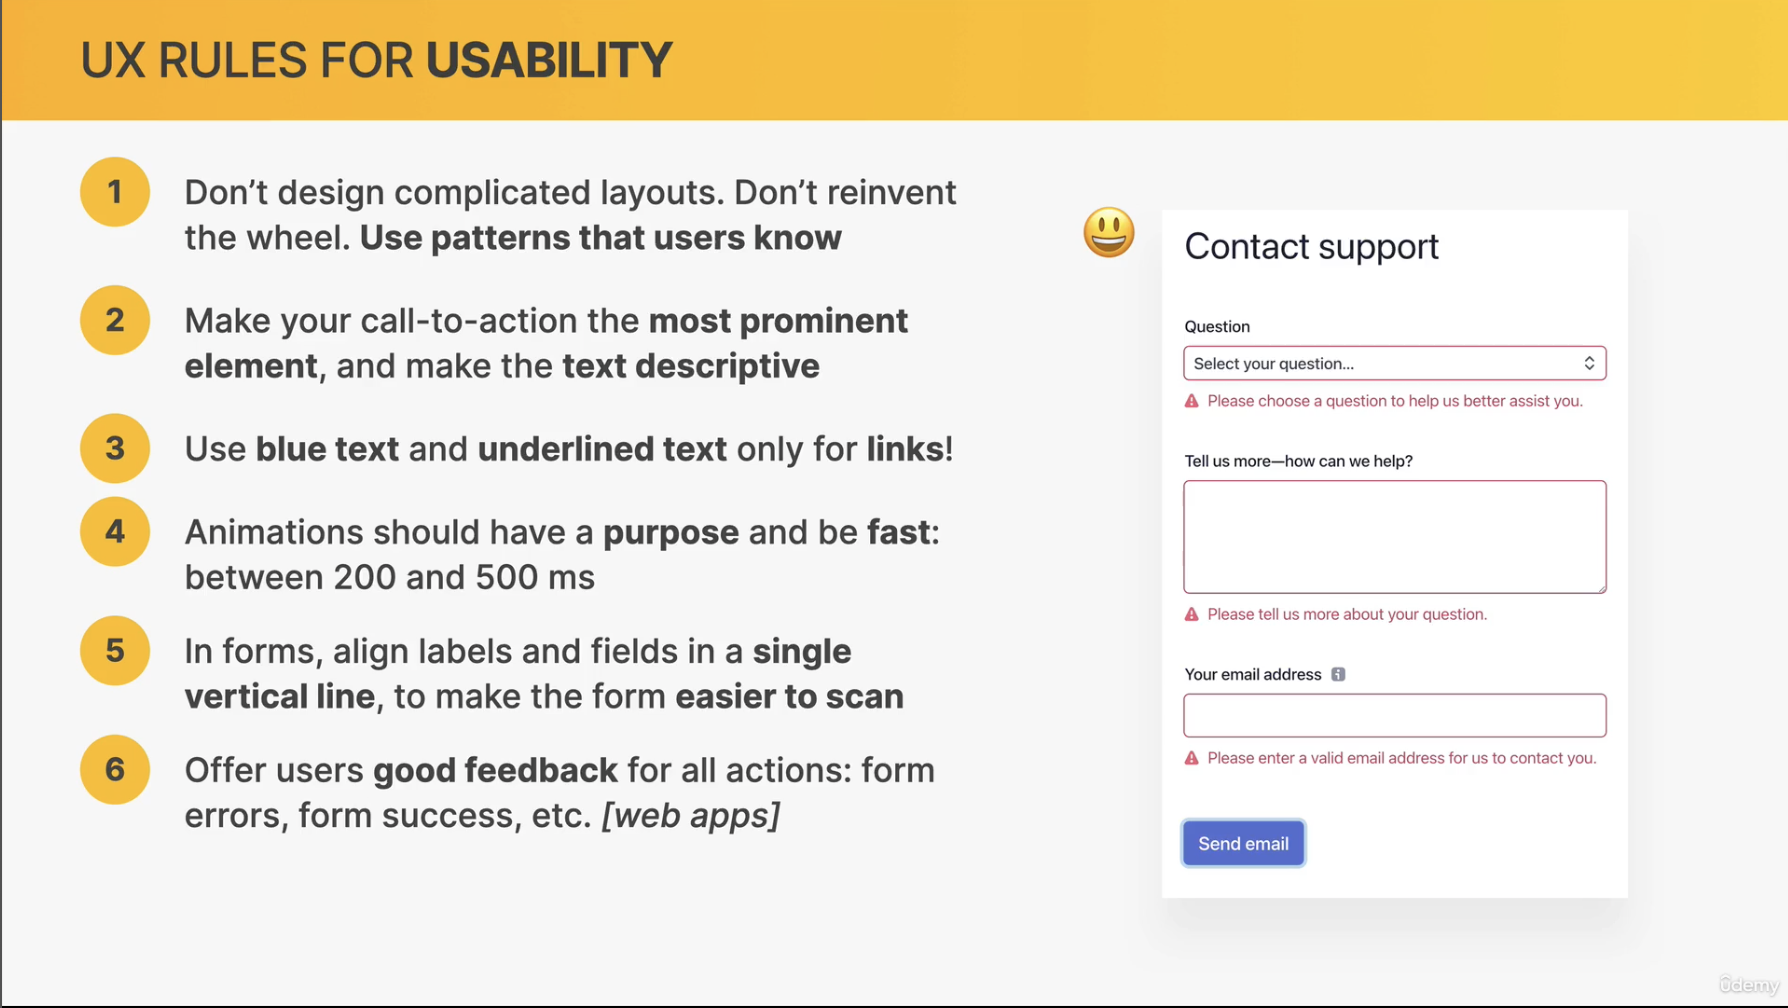 UX RULES FOR USABILITY
1
Don’t design complicated layouts. Don’t reinvent
the wheel. Use patterns that users know
2
Make your call-to-action the most prominent
element, and make the text descriptive
3
Use blue text and underlined text only for links!
4
Animations should have a purpose and be fast:
between 200 and 500 ms
5
In forms, align labels and fields in a single
vertical line, to make the form easier to scan
6
Offer users good feedback for all actions: form
errors, form success, etc. [web apps]
Contact support
Question
Select your question...
Please choose a question to help us better assist you.
Tell us more—how can we help?
Please tell us more about your question.
Your email address
Please enter a valid email address for us to contact you.
Send email
ûdemy